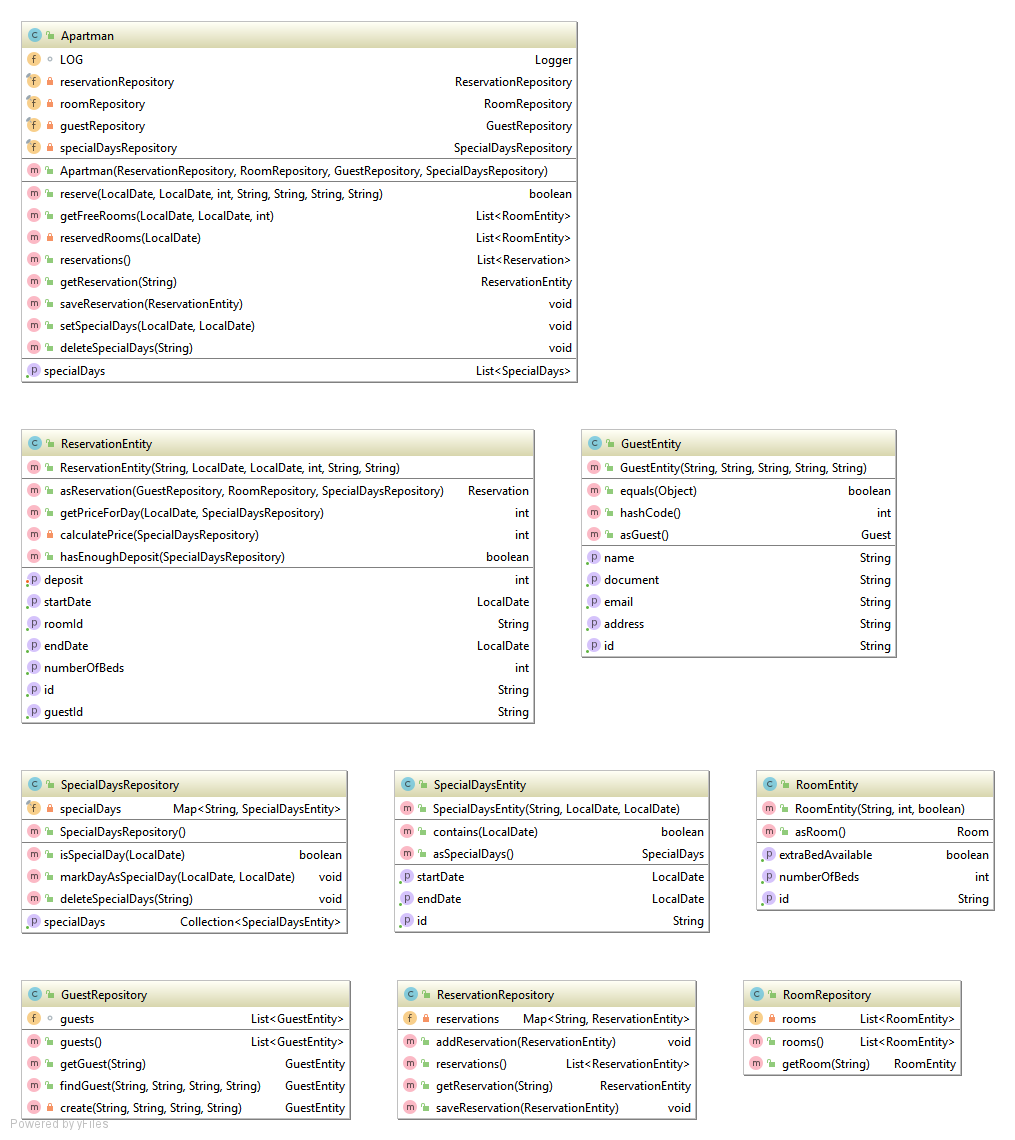 Apartman
LOG Logger
reservationRepository ReservationRepository
roomRepository RoomRepository
guestRepository GuestRepository
specialDaysRepository SpecialDaysRepository
Apartman(ReservationRepository, RoomRepository, GuestRepository, SpecialDaysRepository)
reserve(LocalDate, LocalDate, int, String, String, String, String) boolean
getFreeRooms(LocalDate, LocalDate, int) List<RoomEntity>
reservedRooms(LocalDate) List<RoomEntity>
reservations() List<Reservation>
getReservation(String) ReservationEntity
saveReservation(ReservationEntity) void
setSpecialDays(LocalDate, LocalDate) void
deleteSpecialDays(String) void
specialDays List<SpecialDays>
ReservationEntity
ReservationEntity(String, LocalDate, LocalDate, int, String, String)
asReservation(GuestRepository, RoomRepository, SpecialDaysRepository) Reservation
getPriceForDay(LocalDate, SpecialDaysRepository) int
calculatePrice(SpecialDaysRepository) int
hasEnoughDeposit(SpecialDaysRepository) boolean
deposit int
startDate LocalDate
roomId String
endDate LocalDate
numberOfBeds int
id String
guestId String
GuestEntity
GuestEntity(String, String, String, String, String)
equals(Object) boolean
hashCode() int
asGuest() Guest
name String
document String
email String
address String
id String
SpecialDaysRepository
specialDays Map<String, SpecialDaysEntity>
SpecialDaysRepository()
isSpecialDay(LocalDate) boolean
markDayAsSpecialDay(LocalDate, LocalDate) void
deleteSpecialDays(String) void
specialDays Collection<SpecialDaysEntity>
SpecialDaysEntity
SpecialDaysEntity(String, LocalDate, LocalDate)
contains(LocalDate) boolean
asSpecialDays() SpecialDays
startDate LocalDate
endDate LocalDate
id String
RoomEntity
RoomEntity(String, int, boolean)
asRoom() Room
extraBedAvailable boolean
numberOfBeds int
id String
GuestRepository
guests List<GuestEntity>
guests() List<GuestEntity>
getGuest(String) GuestEntity
findGuest(String, String, String, String) GuestEntity
create(String, String, String, String) GuestEntity
ReservationRepository
reservations Map<String, ReservationEntity>
addReservation(ReservationEntity) void
reservations() List<ReservationEntity>
getReservation(String) ReservationEntity
saveReservation(ReservationEntity) void
RoomRepository
rooms List<RoomEntity>
rooms() List<RoomEntity>
getRoom(String) RoomEntity
Powered by yFiles